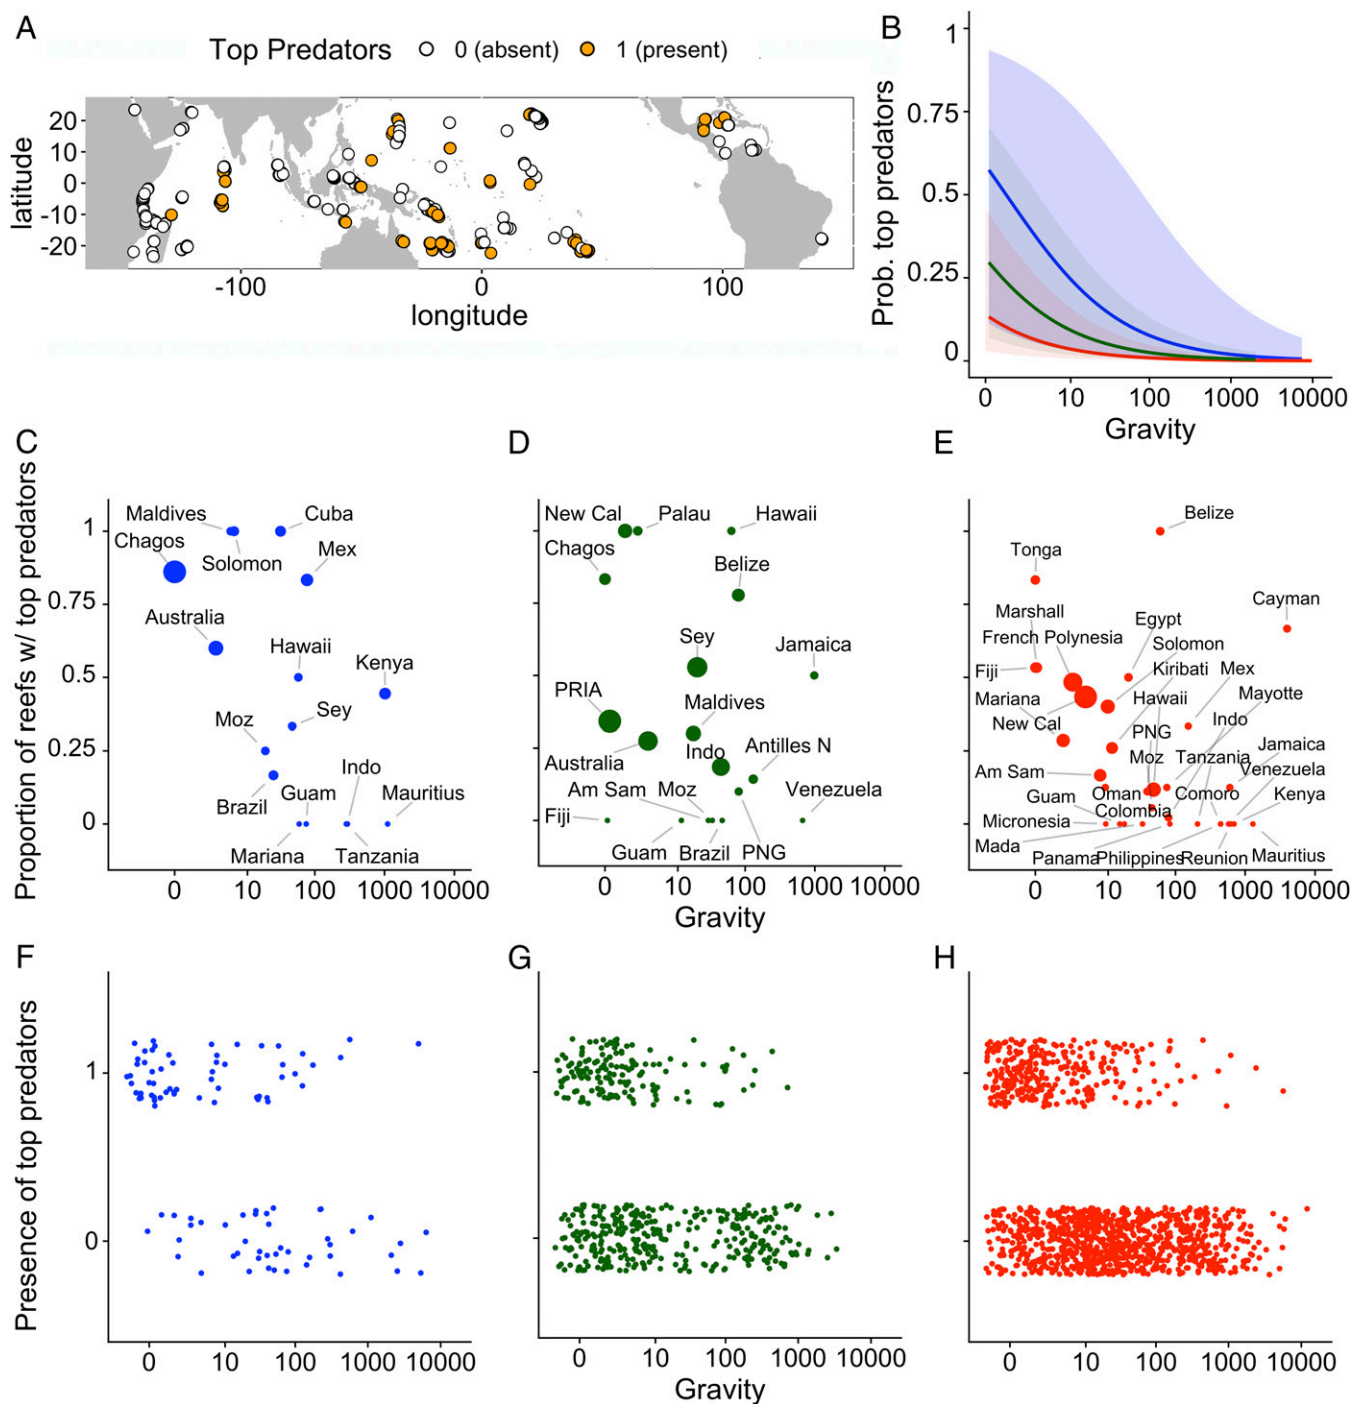 A
Top Predators 0 (absent) 1 (present)
latitude
20
10
0
-10
-20
-100 0 100
longitude
B
Prob. top predators
1
0.75
0.5
0.25
0
0 10 100 1000 10000
Gravity
C
Proportion of reefs w/ top predators
1
0.75
0.5
0.25
0
Maldives
Cuba
Chagos
Solomon
Mex
Australia
Hawaii
Kenya
Moz
Sey
Indo
Brazil
Guam
Mauritius
Mariana
Tanzania
0 10 100 1000 10000
D
New Cal
Palau
Hawaii
Chagos
Belize
Sey
Jamaica
PRIA
Maldives
Indo
Antilles N
Australia
Am Sam
Moz
Venezuela
Fiji
Guam
Brazil
PNG
0 10 100 1000 10000
Gravity
E
Belize
Tonga
Cayman
Marshall
Egypt
French Polynesia
Solomon
Fiji
Kiribati
Mex
Mariana
Hawaii
Mayotte
New Cal
PNG
Indo
Moz
Tanzania
Jamaica
Am Sam
Venezuela
Guam
Oman
Comoro
Kenya
Colombia
Micronesia
Mada
Panama
Philippines
Reunion
Mauritius
0 10 100 1000 10000
F
Presence of top predators
1
0
0 10 100 1000 10000
G
0 10 100 1000 10000
Gravity
H
0 10 100 1000 10000